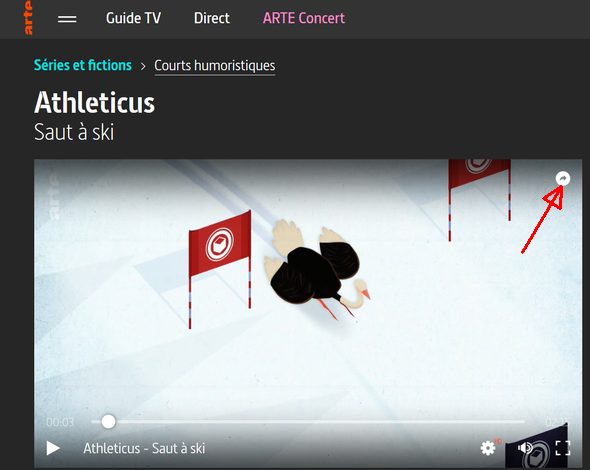 arte
Guide TV Direct ARTE Concert
Séries et fictions > Courts humoristiques
Athleticus
Saut à ski
arte
00:03
Athleticus - Saut à ski
HD